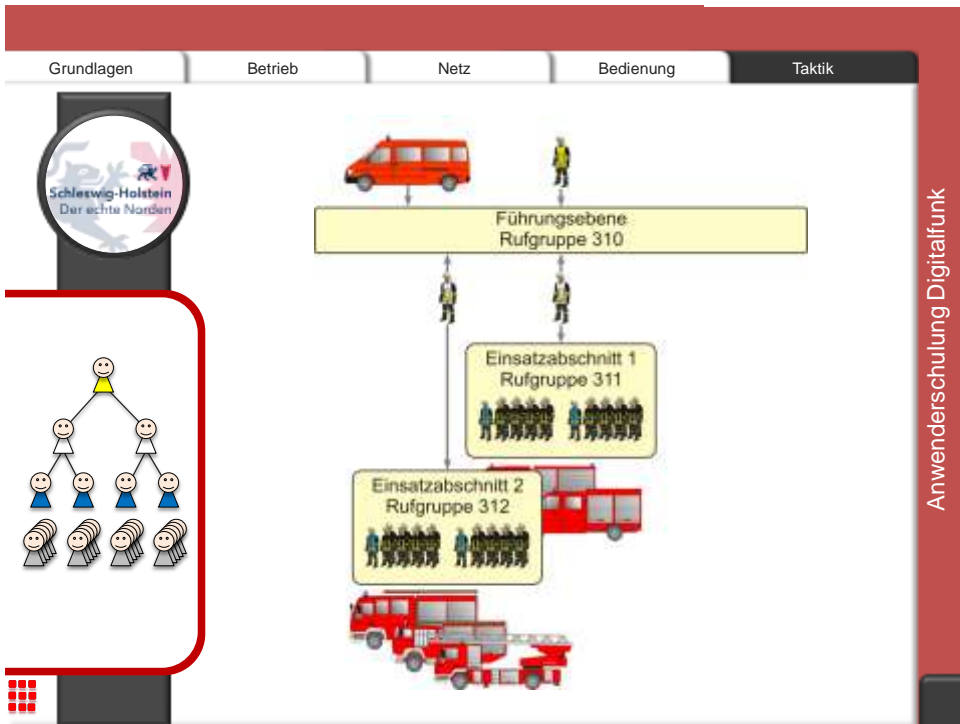 Grundlagen
Betrieb
Netz
Bedienung
Taktik
Schleswig-Holstein
Der echte Norden
Führungsebene
Rufgruppe 310
Einsatzabschnitt 1
Rufgruppe 311
Einsatzabschnitt 2
Rufgruppe 312
Anwenderschulung Digitalfunk